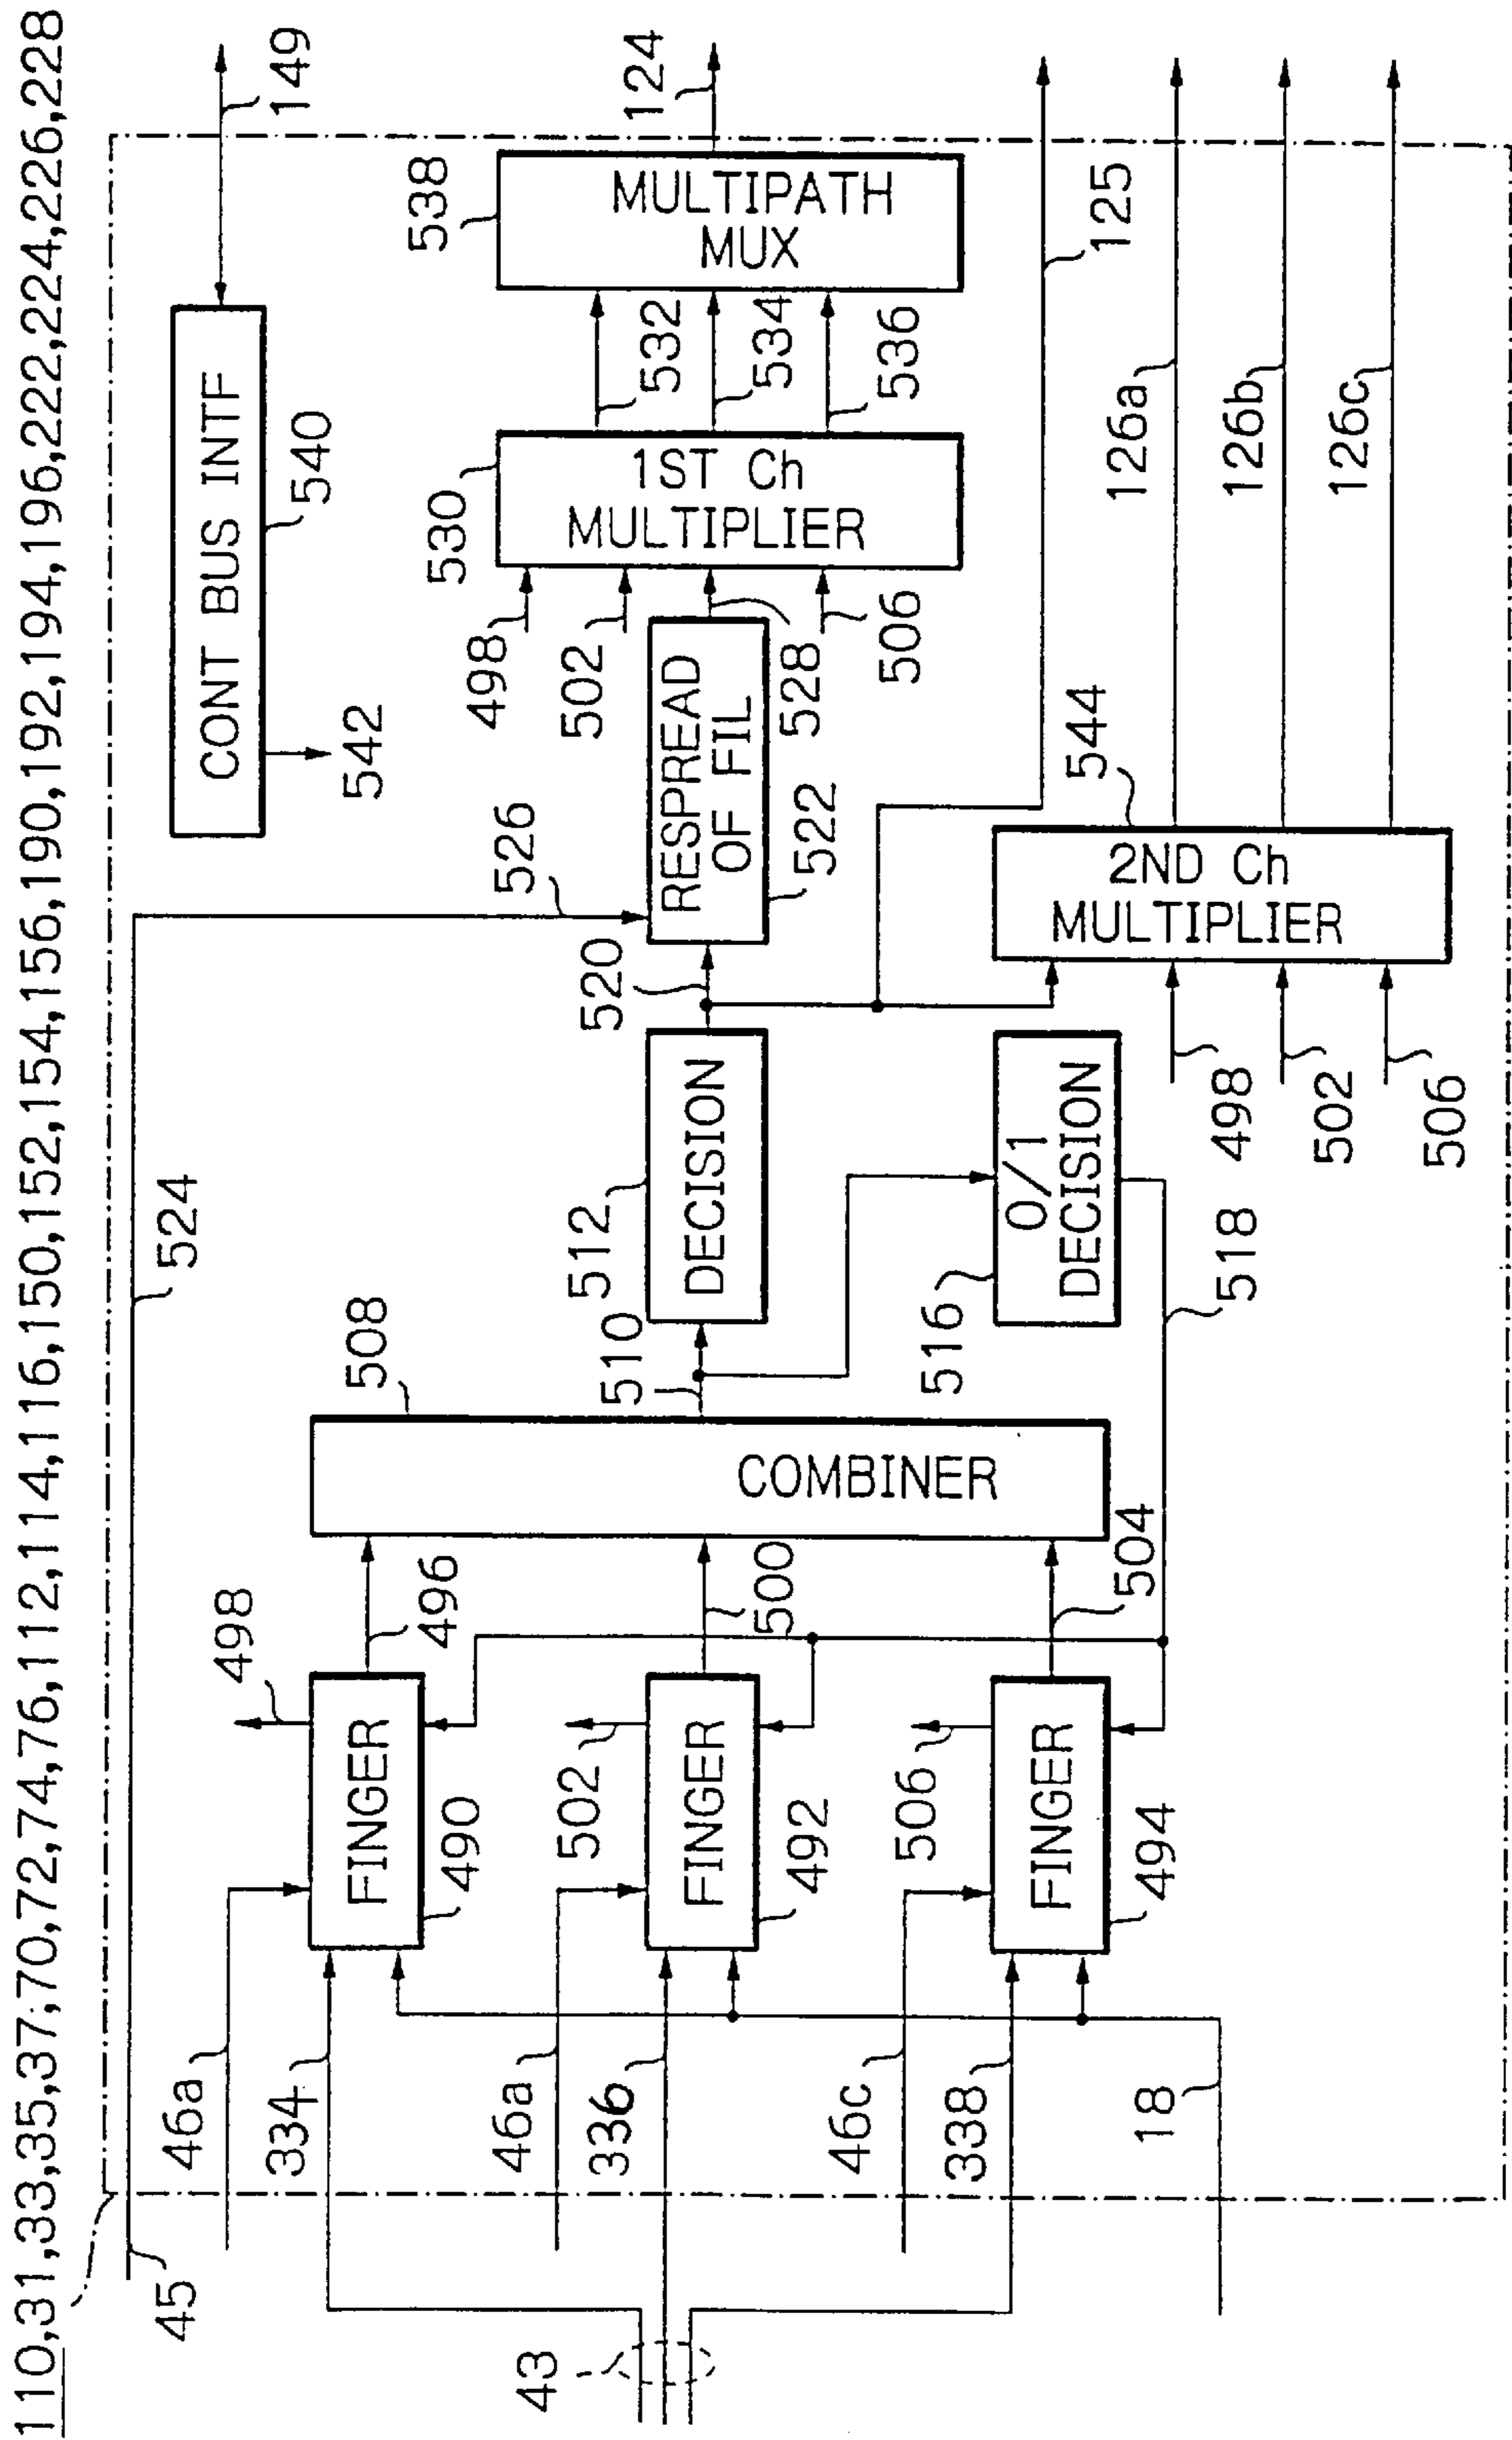 110,31,33,35,37,70,72,74,76,112,114,116,150,152,154,156,190,192,194,196,222,224,226,228
45
524
526
149
CONT BUS INTF
540
542
46a
498
334
FINGER
490
496
508
COMBINER
43
46a
502
336
FINGER
492
500
510
512
DECISION
520
RESPREAD
OF FIL
522
528
498
502
506
530
1ST Ch
MULTIPLIER
532
534
536
538
MULTIPATH
MUX
124
46c
506
338
FINGER
494
504
18
516
0/1
DECISION
518
125
498
502
506
544
2ND Ch
MULTIPLIER
126a
126b
126c